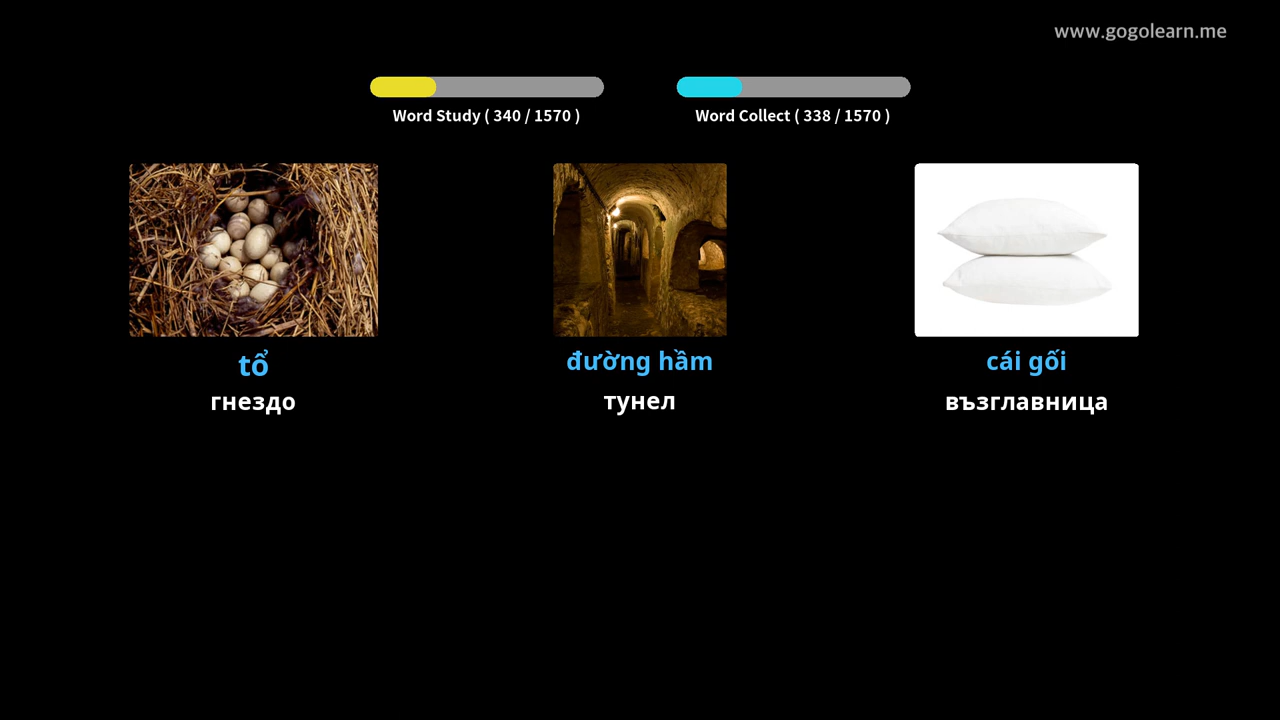 www.gogolearn.me
Word Study ( 340 / 1570 )
Word Collect ( 338 / 1570 )
tổ
đường hầm
cái gối
гнездо
тунел
възглавница